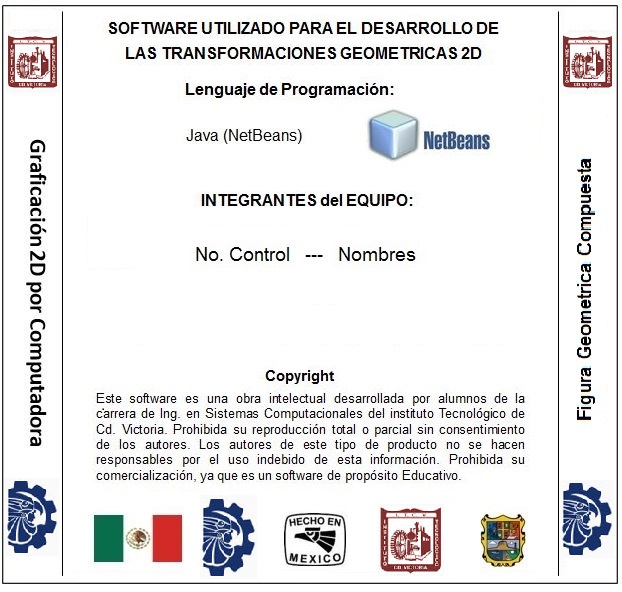 SOFTWARE UTILIZADO PARA EL DESARROLLO DE
LAS TRANSFORMACIONES GEOMETRICAS 2D
Lenguaje de Programación:
Java (NetBeans)
NetBeans
INTEGRANTES del EQUIPO:
No. Control --- Nombres
Graficación 2D por Computadora
Figura Geometrica Compuesta
Copyright
Este software es una obra intelectual desarrollada por alumnos de la
carrera de Ing. en Sistemas Computacionales del instituto Tecnológico de
Cd. Victoria. Prohibida su reproducción total o parcial sin consentimiento
de los autores. Los autores de este tipo de producto no se hacen
responsables por el uso indebido de esta información. Prohibida su
comercialización, ya que es un software de propósito Educativo.
HECHO EN
MEXICO
INSTITUTO
TECNOLOGICO
CD. VICTORIA